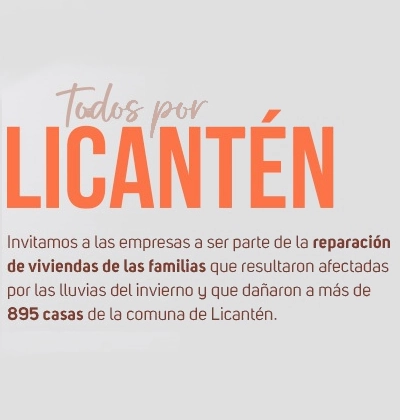 Todos por
LICANTÉN
Invitamos a las empresas a ser parte de la reparación
de viviendas de las familias que resultaron afectadas
por las lluvias del invierno y que dañaron a más de
895 casas de la comuna de Licantén.